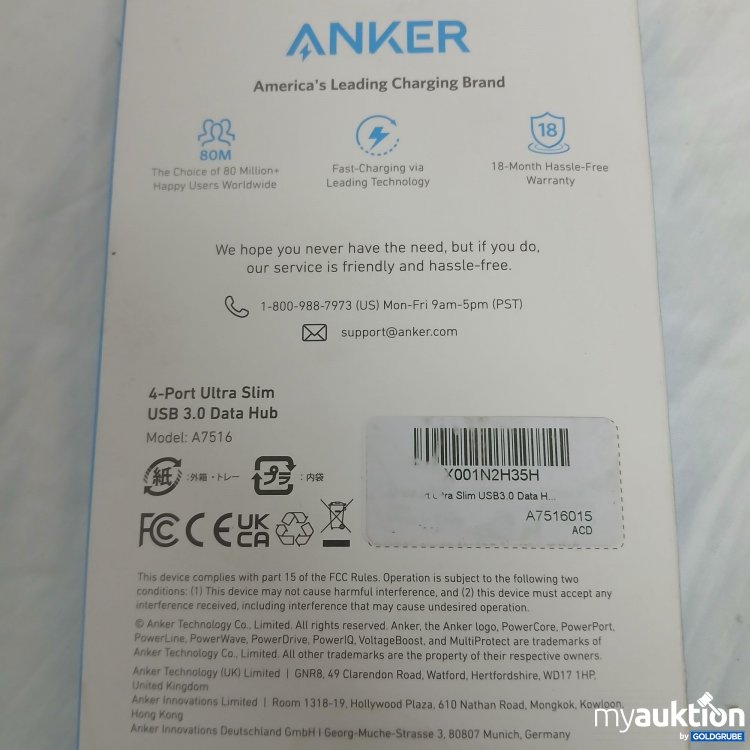 ANKER
America's Leading Charging Brand
80M
The Choice of 80 Million+
Happy Users Worldwide
Fast-Charging via
Leading Technology
18
18-Month Hassle-Free
Warranty
We hope you never have the need, but if you do,
our service is friendly and hassle-free.
1-800-988-7973 (US) Mon-Fri 9am-5pm (PST)
support@anker.com
4-Port Ultra Slim
USB 3.0 Data Hub
Model: A7516
紙 :外箱・トレー プラ :内袋
FC CE UKCA
X001N2H35H
Slim USB3.0 Data H...
A7516015
ACD
This device complies with part 15 of the FCC Rules. Operation is subject to the following two
conditions: (1) This device may not cause harmful interference, and (2) this device must accept any
interference received, including interference that may cause undesired operation.
© Anker Technology Co., Limited. All rights reserved. Anker, the Anker logo, PowerCore, PowerPort,
PowerLine, PowerWave, PowerDrive, PowerIQ, VoltageBoost, and MultiProtect are trademarks of
Anker Technology Co., Limited. All other trademarks are the property of their respective owners.
Anker Technology (UK) Limited | GNR8, 49 Clarendon Road, Watford, Hertfordshire, WD17 1HP,
United Kingdom
Anker Innovations Limited | Room 1318-19, Hollywood Plaza, 610 Nathan Road, Mongkok, Kowloon,
Hong Kong
Anker Innovations Deutschland GmbH | Georg-Muche-Strasse 3, 80807 Munich, Germany
myauktion
by GOLDGRUBE